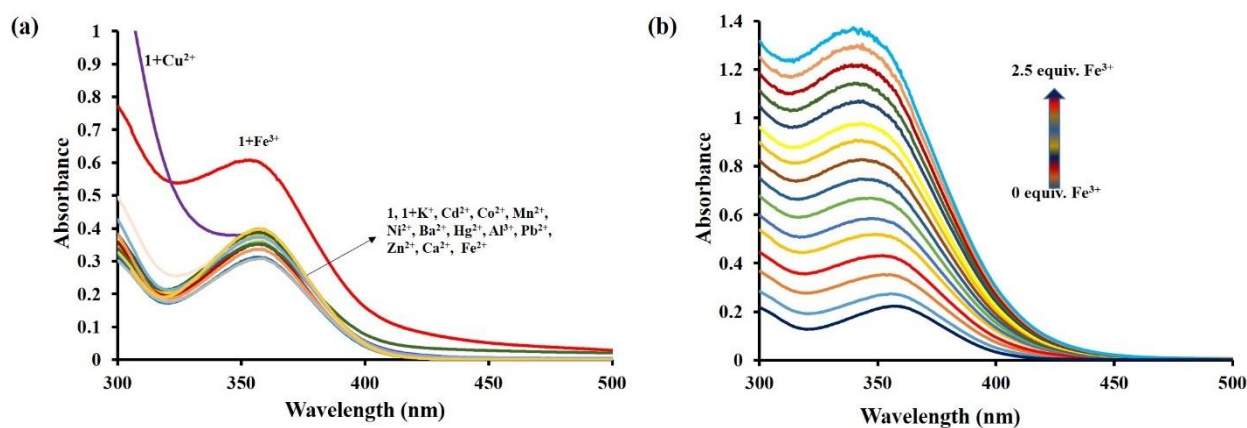 (a)
1
0.9
0.8
0.7
0.6
0.5
0.4
0.3
0.2
0.1
0
300
350
400
450
500
Absorbance
Wavelength (nm)
1+Cu²⁺
1+Fe³⁺
1, 1+K⁺, Cd²⁺, Co²⁺, Mn²⁺,
Ni²⁺, Ba²⁺, Hg²⁺, Al³⁺, Pb²⁺,
Zn²⁺, Ca²⁺, Fe²⁺
(b)
1.4
1.2
1
0.8
0.6
0.4
0.2
0
300
350
400
450
500
Absorbance
Wavelength (nm)
2.5 equiv. Fe³⁺
0 equiv. Fe³⁺